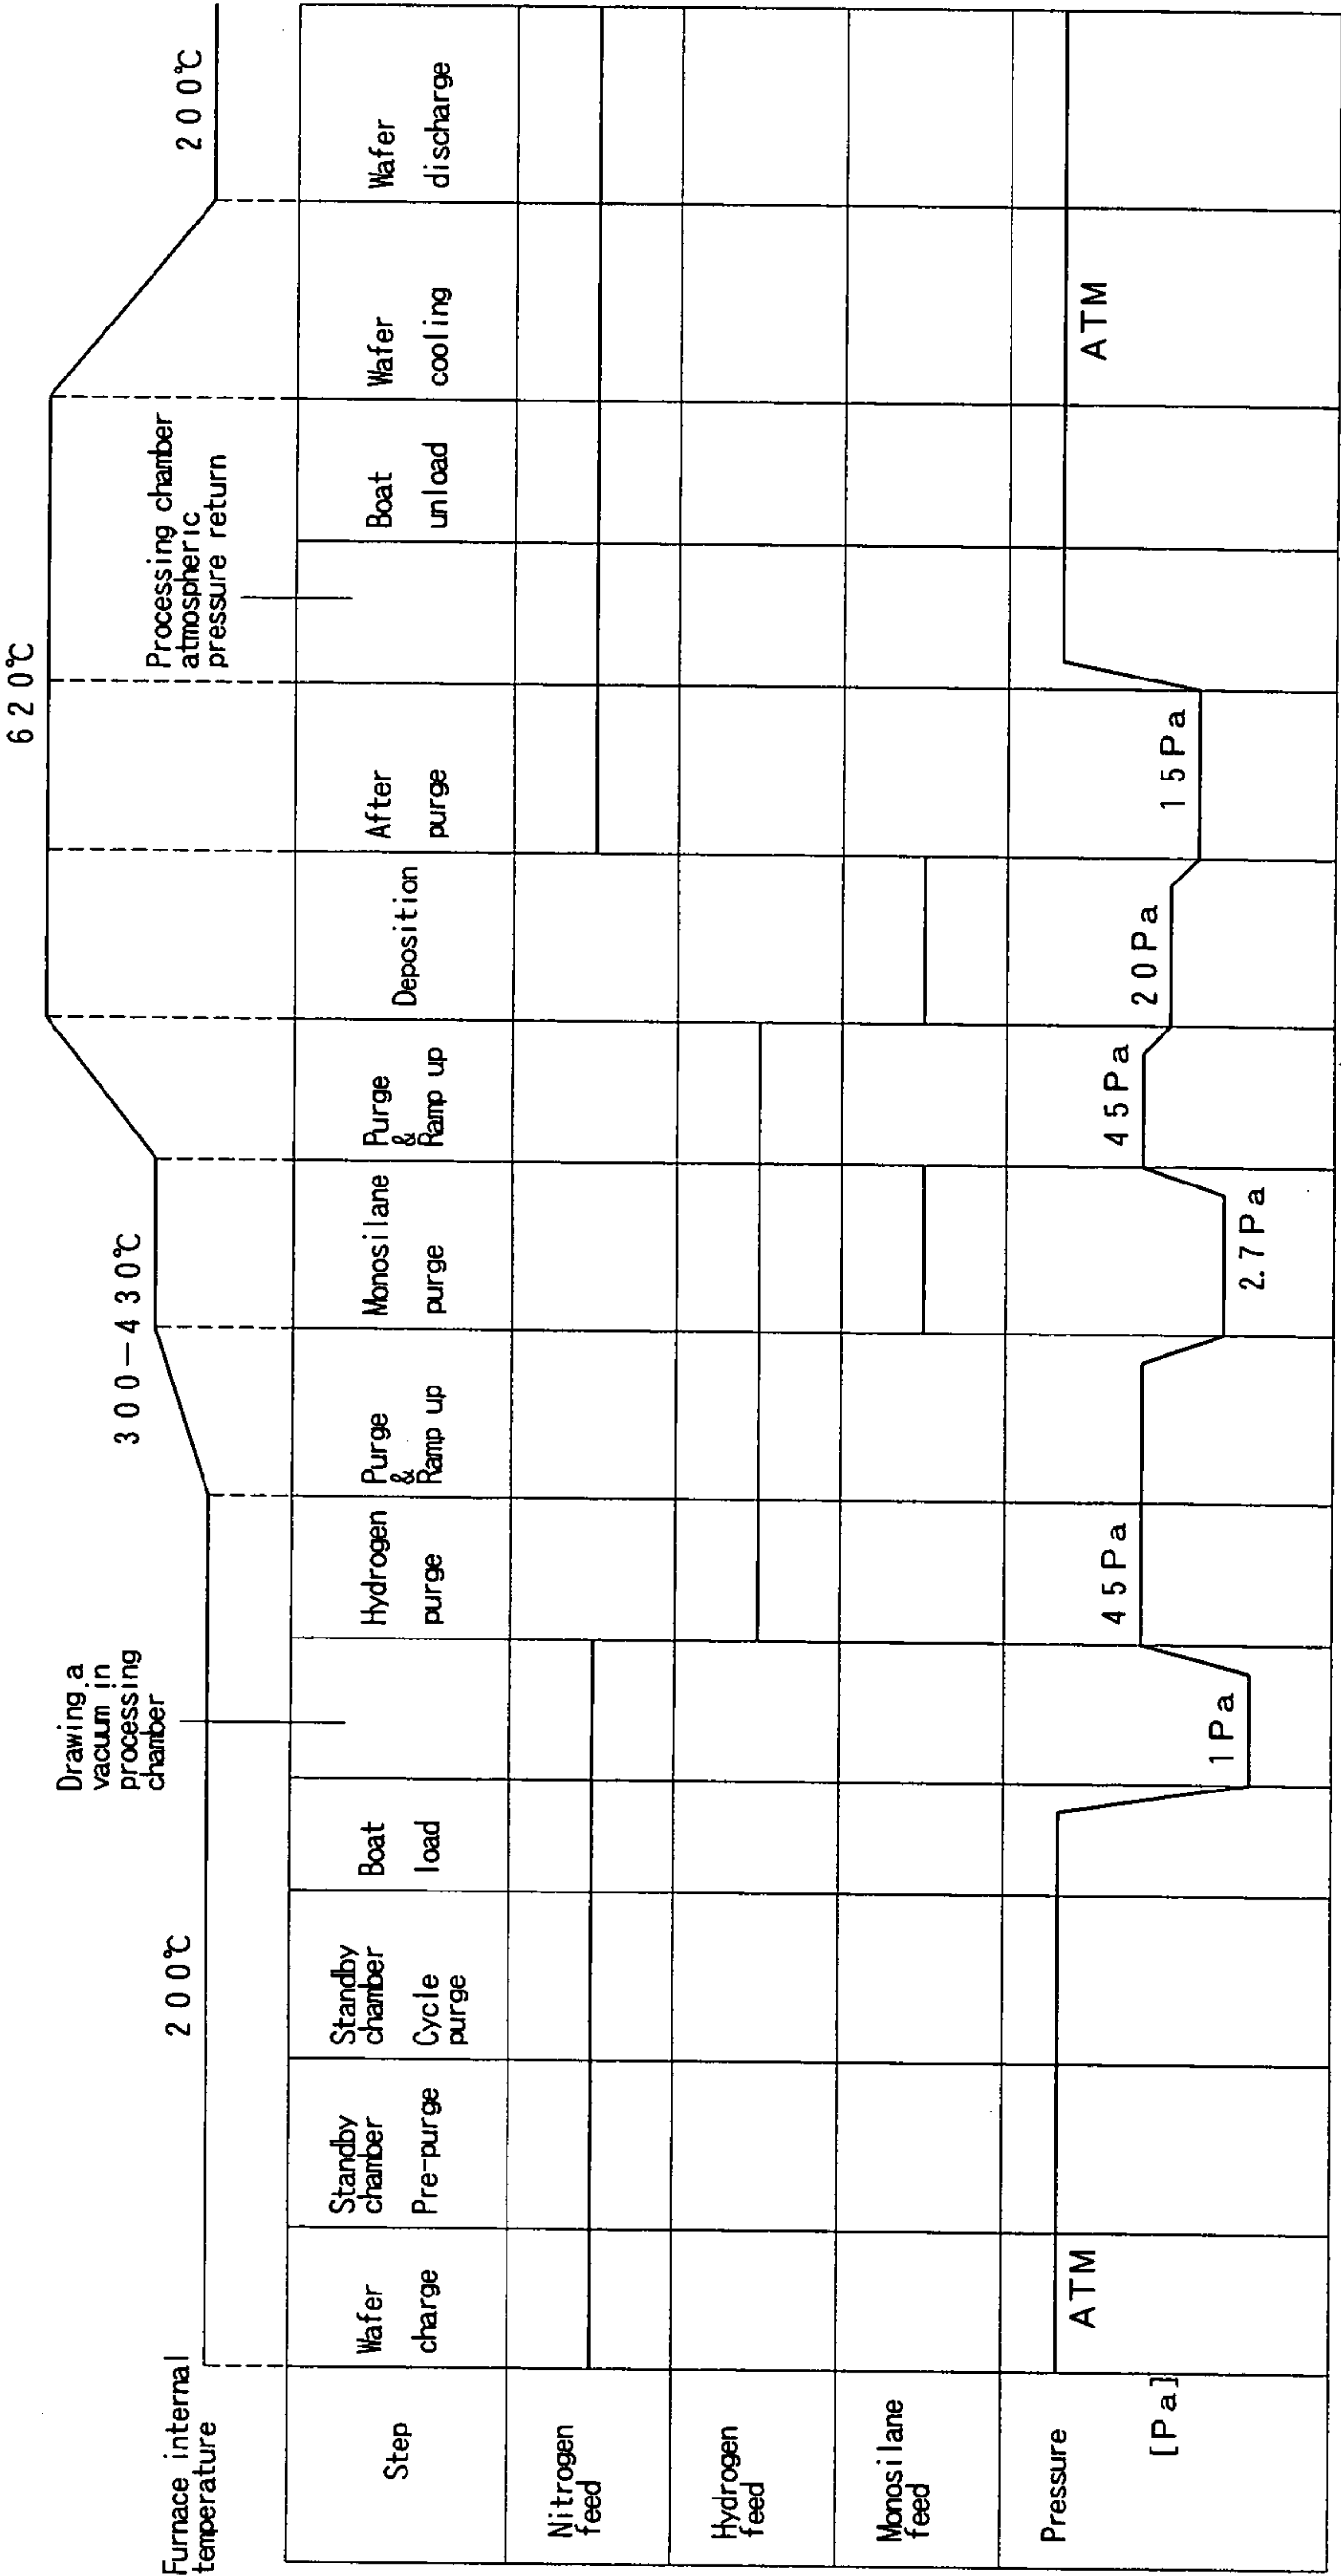 Furnace internal
temperature
200℃
Drawing a
vacuum in
processing
chamber
300-430℃
620℃
Processing chamber
atmospheric
pressure return
200℃
Step
Wafer
charge
Standby
chamber
Pre-purge
Standby
chamber
Cycle
purge
Boat
load
Hydrogen
purge
Purge
&
Ramp up
Monosilane
purge
Purge
&
Ramp up
Deposition
After
purge
Boat
unload
Wafer
cooling
Wafer
discharge
Nitrogen
feed
Hydrogen
feed
Monosilane
feed
Pressure
[Pa]
ATM
1Pa
45Pa
2.7Pa
45Pa
20Pa
15Pa
ATM